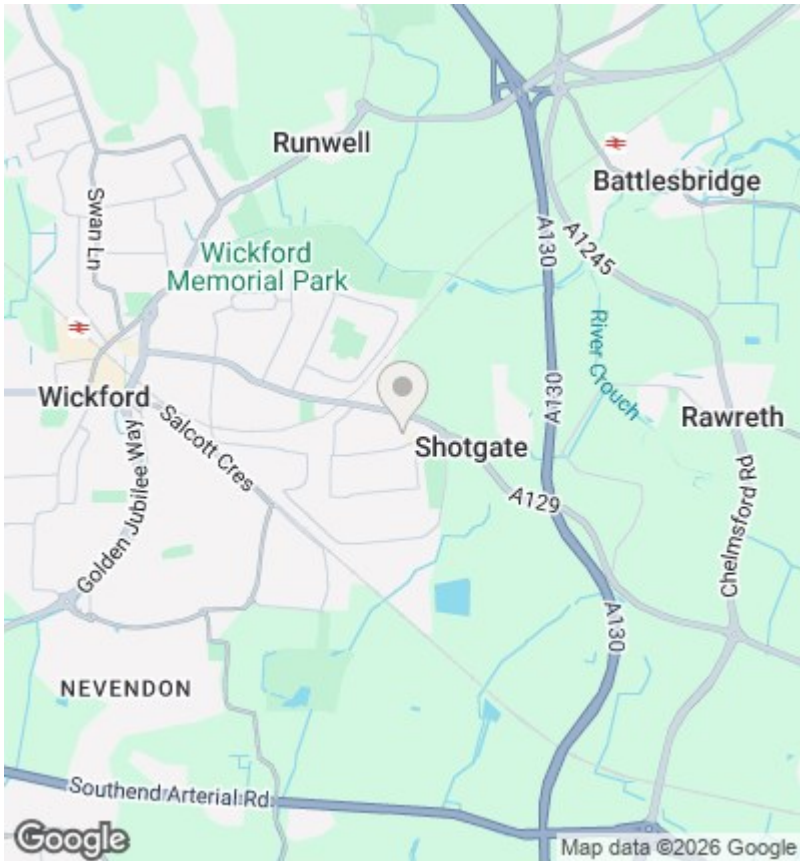 Runwell
Battlesbridge
Swan Ln
Wickford
Memorial Park
A130
A1245
River Crouch
Wickford
Salcott Cres
A130
Rawreth
Shotgate
Golden Jubilee Way
A129
Chelmsford Rd
A130
NEVENDON
Southend Arterial Rd
Google
Map data ©2026 Google